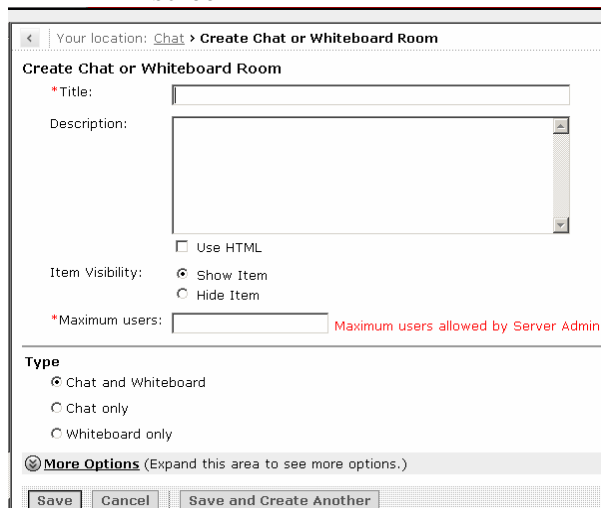 Your location: Chat › Create Chat or Whiteboard Room
Create Chat or Whiteboard Room
*Title:
Description:
Use HTML
Item Visibility: Show Item
Hide Item
*Maximum users: Maximum users allowed by Server Admin
Type
Chat and Whiteboard
Chat only
Whiteboard only
More Options (Expand this area to see more options.)
Save Cancel Save and Create Another